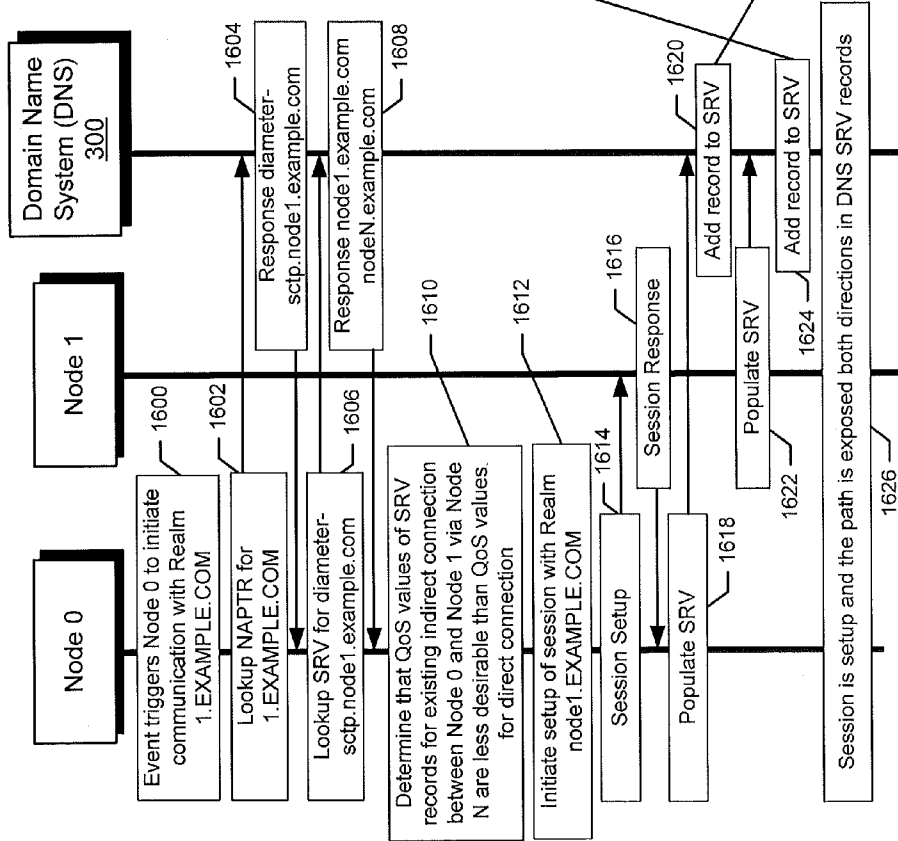 Node 0
Node 1
Domain Name
System (DNS)
300
Event triggers Node 0 to initiate
communication with Realm
1.EXAMPLE.COM
1600
Lookup NAPTR for
1.EXAMPLE.COM
1602
Response diameter-
sctp.node1.example.com
1604
Lookup SRV for diameter-
sctp.node1.example.com
1606
Response node1.example.com
nodeN.example.com
1608
Determine that QoS values of SRV
records for existing indirect connection
between Node 0 and Node 1 via Node
N are less desirable than QoS values.
for direct connection
1610
Initiate setup of session with Realm
node1.EXAMPLE.COM
1612
Session Setup
1614
Session Response
1616
Populate SRV
1618
Add record to SRV
1620
Populate SRV
1622
Add record to SRV
1624
Session is setup and the path is exposed both directions in DNS SRV records
1626